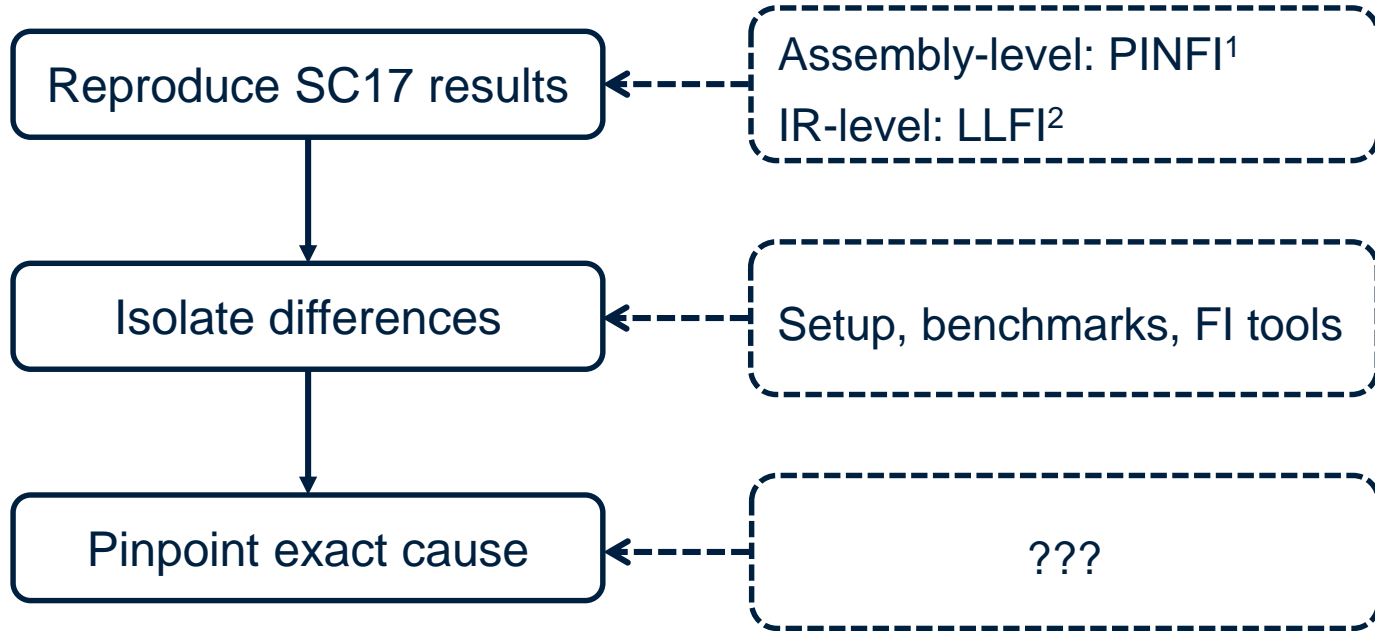 Reproduce SC17 results
Assembly-level: PINFI¹
IR-level: LLFI²
Isolate differences
Setup, benchmarks, FI tools
Pinpoint exact cause
???